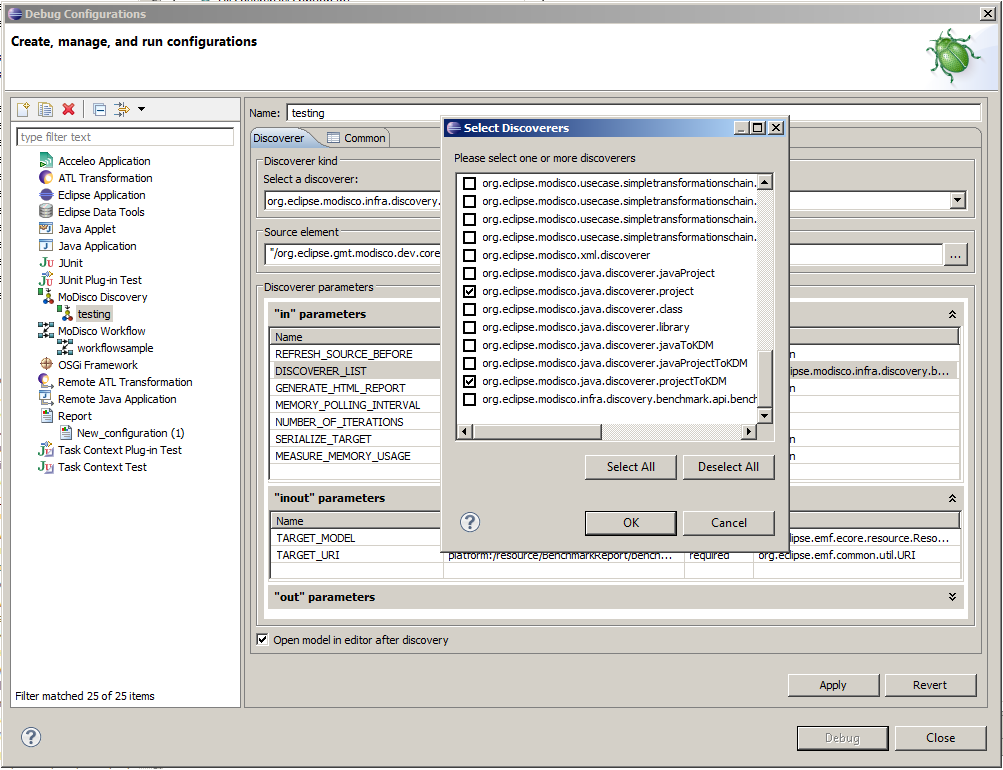 Debug Configurations
Create, manage, and run configurations
type filter text
Acceleo Application
ATL Transformation
Eclipse Application
Eclipse Data Tools
Java Applet
Java Application
JUnit
JUnit Plug-in Test
MoDisco Discovery
testing
MoDisco Workflow
workflowsample
OSGi Framework
Remote ATL Transformation
Remote Java Application
Report
New_configuration (1)
Task Context Plug-in Test
Task Context Test
Filter matched 25 of 25 items
Name: testing
Discoverer Common
Discoverer kind
Select a discoverer:
org.eclipse.modisco.infra.discovery.
Source element
"/org.eclipse.gmt.modisco.dev.core
...
Discoverer parameters
"in" parameters
Name
REFRESH_SOURCE_BEFORE
DISCOVERER_LIST
ipse.modisco.infra.discovery.b...
GENERATE_HTML_REPORT
MEMORY_POLLING_INTERVAL
NUMBER_OF_ITERATIONS
SERIALIZE_TARGET
MEASURE_MEMORY_USAGE
"inout" parameters
Name
TARGET_MODEL
lipse.emf.ecore.resource.Reso...
TARGET_URI platform:/resource/BenchmarkReport/bench... required org.eclipse.emf.common.util.URI
"out" parameters
Open model in editor after discovery
Apply Revert
Debug Close
Select Discoverers
Please select one or more discoverers
org.eclipse.modisco.usecase.simpletransformationschain.
org.eclipse.modisco.usecase.simpletransformationschain.
org.eclipse.modisco.usecase.simpletransformationschain.
org.eclipse.modisco.usecase.simpletransformationschain.
org.eclipse.modisco.xml.discoverer
org.eclipse.modisco.java.discoverer.javaProject
org.eclipse.modisco.java.discoverer.project
org.eclipse.modisco.java.discoverer.class
org.eclipse.modisco.java.discoverer.library
org.eclipse.modisco.java.discoverer.javaToKDM
org.eclipse.modisco.java.discoverer.javaProjectToKDM
org.eclipse.modisco.java.discoverer.projectToKDM
org.eclipse.modisco.infra.discovery.benchmark.api.bench
Select All Deselect All
OK Cancel